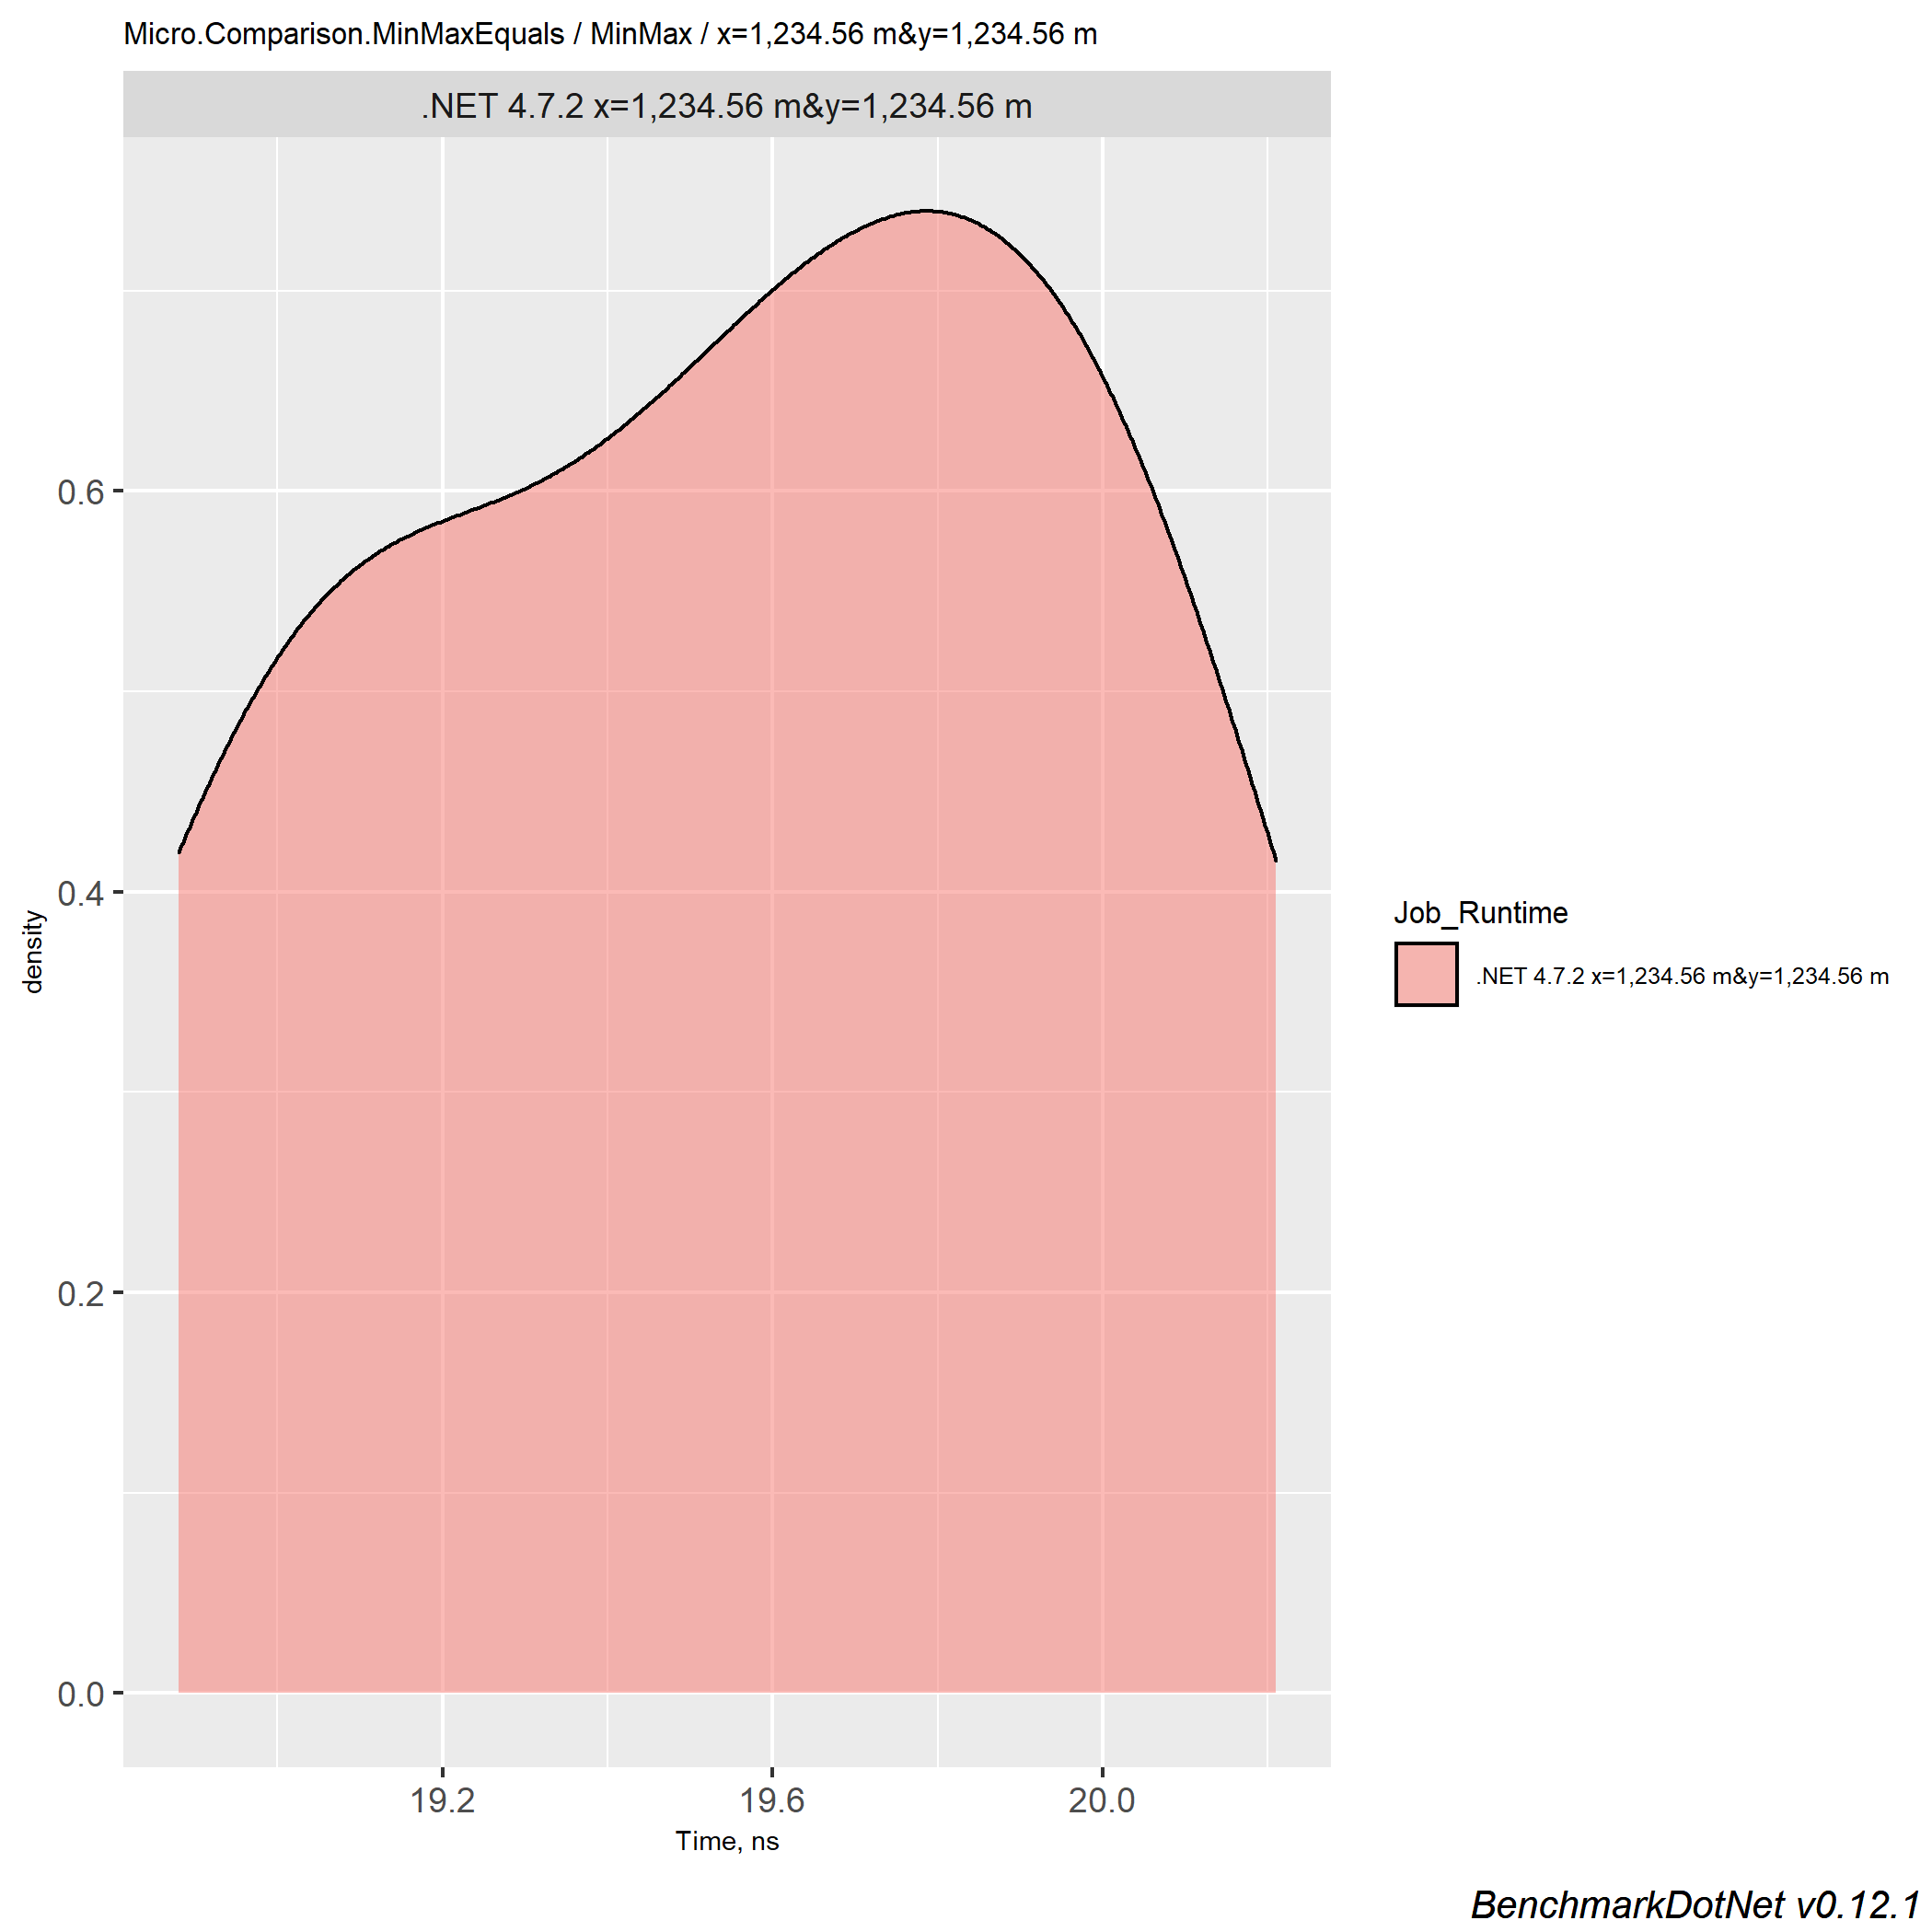 Micro.Comparison.MinMaxEquals / MinMax / x=1,234.56 m&y=1,234.56 m
.NET 4.7.2 x=1,234.56 m&y=1,234.56 m
0.6
0.4
0.2
0.0
density
19.2 19.6 20.0
Time, ns
Job_Runtime
.NET 4.7.2 x=1,234.56 m&y=1,234.56 m
BenchmarkDotNet v0.12.1